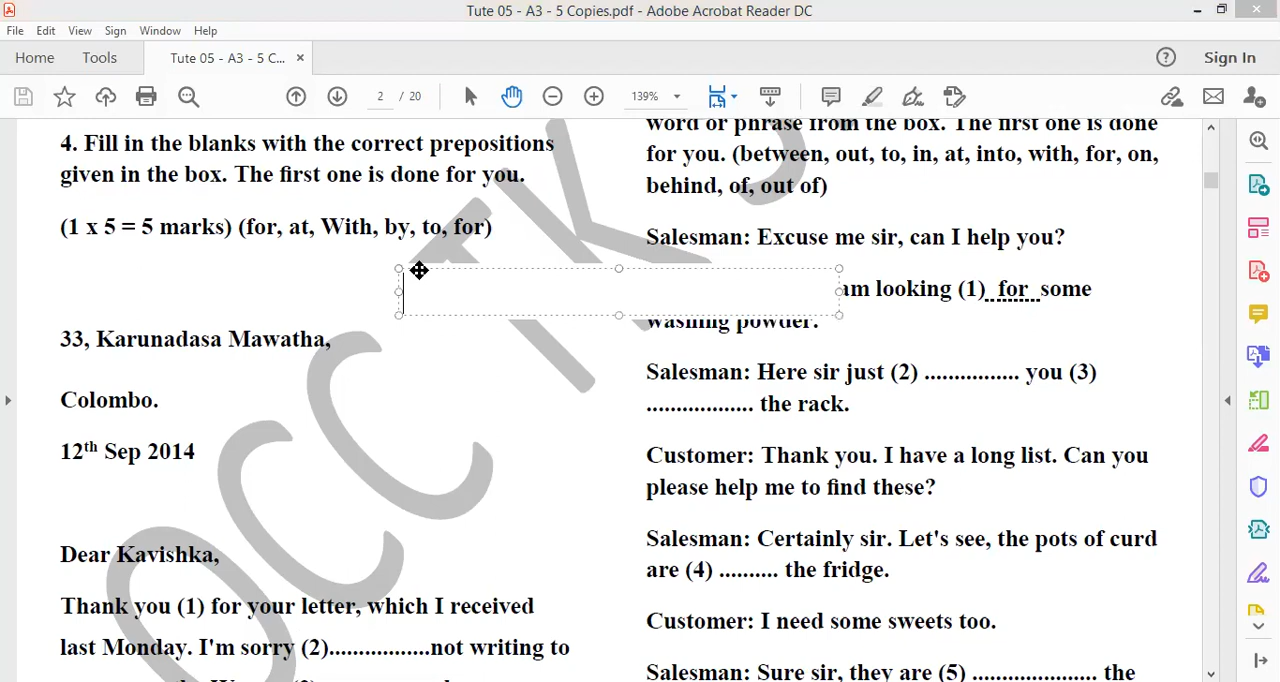 Tute 05 - A3 - 5 Copies.pdf - Adobe Acrobat Reader DC
File Edit View Sign Window Help
Home Tools Tute 05 - A3 - 5 C... × Sign In
2 / 20 139%
4. Fill in the blanks with the correct prepositions
given in the box. The first one is done for you.
(1 x 5 = 5 marks) (for, at, With, by, to, for)
33, Karunadasa Mawatha,
Colombo.
12th Sep 2014
Dear Kavishka,
Thank you (1) for your letter, which I received
last Monday. I'm sorry (2).................not writing to
word or phrase from the box. The first one is done
for you. (between, out, to, in, at, into, with, for, on,
behind, of, out of)
Salesman: Excuse me sir, can I help you?
am looking (1) for some
washing powder.
Salesman: Here sir just (2) ................ you (3)
.................. the rack.
Customer: Thank you. I have a long list. Can you
please help me to find these?
Salesman: Certainly sir. Let's see, the pots of curd
are (4) .......... the fridge.
Customer: I need some sweets too.
Salesman: Sure sir, they are (5) ..................... the